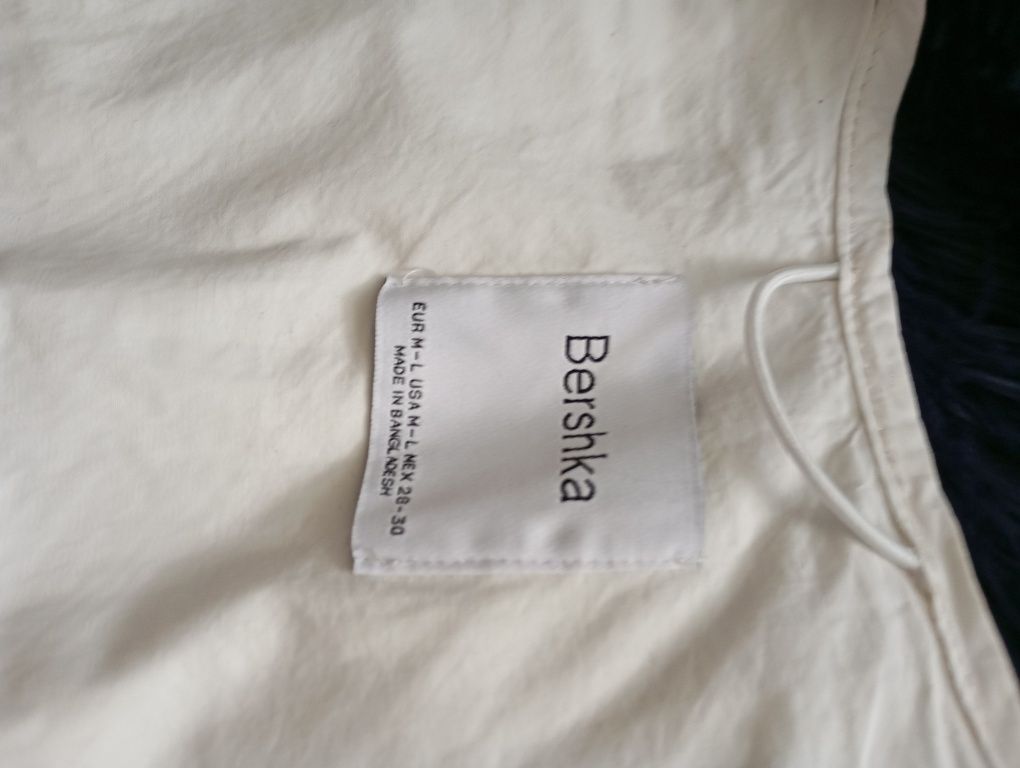 Bershka
EUR M-L USA M-L MEX 28-30
MADE IN BANGLADESH